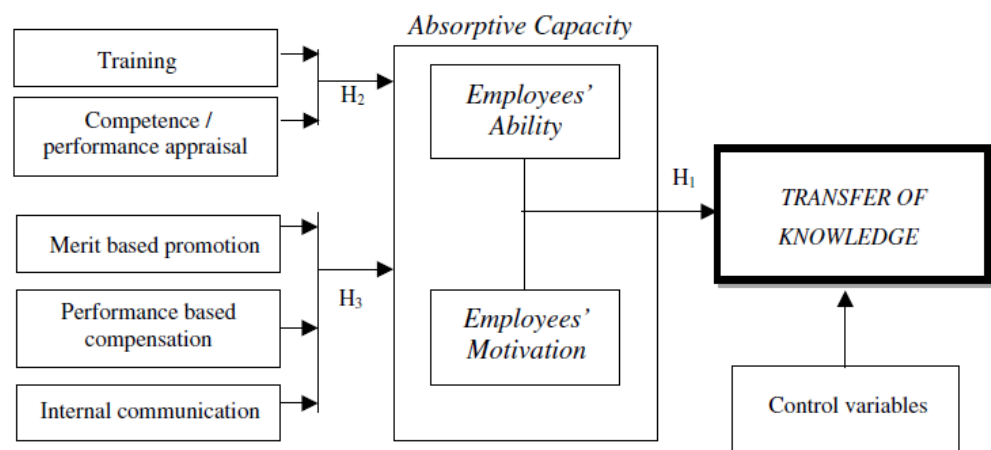 Absorptive Capacity
Training
Competence /
performance appraisal
H2
Merit based promotion
Performance based
compensation
Internal communication
H3
Employees'
Ability
Employees'
Motivation
H1
TRANSFER OF
KNOWLEDGE
Control variables